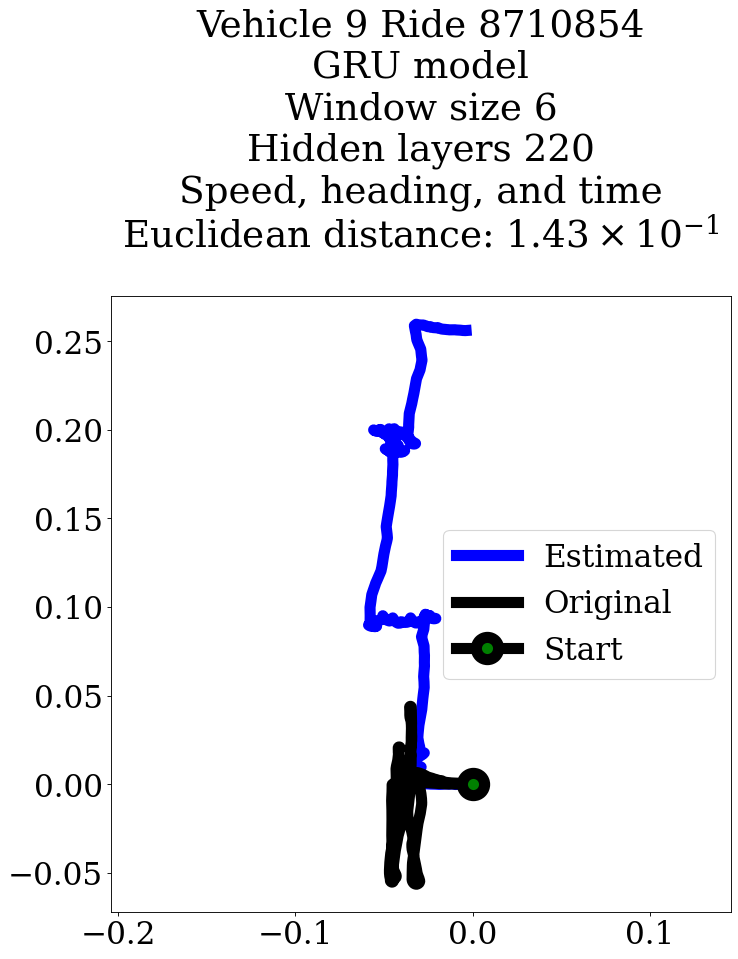 Vehicle 9 Ride 8710854
GRU model
Window size 6
Hidden layers 220
Speed, heading, and time
Euclidean distance: 1.43 × 10⁻¹
0.25
0.20
0.15
0.10
0.05
0.00
−0.05
Estimated
Original
Start
−0.2
−0.1
0.0
0.1